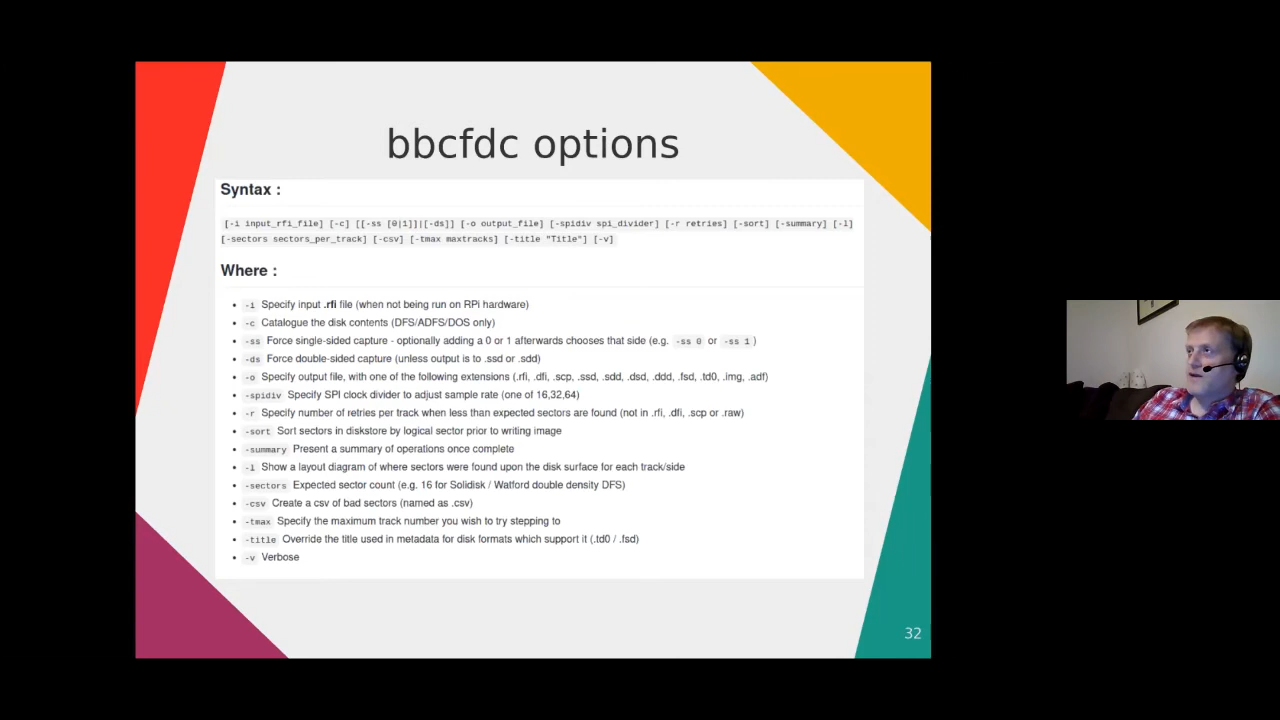 bbcfdc options
Syntax :
[-i input_rfi_file] [-c] [[-ss [0|1]]|[-ds]] [-o output_file] [-spidiv spi_divider] [-r retries] [-sort] [-summary] [-l]
[-sectors sectors_per_track] [-csv] [-tmax maxtracks] [-title "Title"] [-v]
Where :
• -i Specify input .rfi file (when not being run on RPi hardware)
• -c Catalogue the disk contents (DFS/ADFS/DOS only)
• -ss Force single-sided capture - optionally adding a 0 or 1 afterwards chooses that side (e.g. -ss 0 or -ss 1 )
• -ds Force double-sided capture (unless output is to .ssd or .sdd)
• -o Specify output file, with one of the following extensions (.rfi, .dfi, .scp, .ssd, .sdd, .dsd, .ddd, .fsd, .td0, .img, .adf)
• -spidiv Specify SPI clock divider to adjust sample rate (one of 16,32,64)
• -r Specify number of retries per track when less than expected sectors are found (not in .rfi, .dfi, .scp or .raw)
• -sort Sort sectors in diskstore by logical sector prior to writing image
• -summary Present a summary of operations once complete
• -l Show a layout diagram of where sectors were found upon the disk surface for each track/side
• -sectors Expected sector count (e.g. 16 for Solidisk / Watford double density DFS)
• -csv Create a csv of bad sectors (named as .csv)
• -tmax Specify the maximum track number you wish to try stepping to
• -title Override the title used in metadata for disk formats which support it (.td0 / .fsd)
• -v Verbose
32